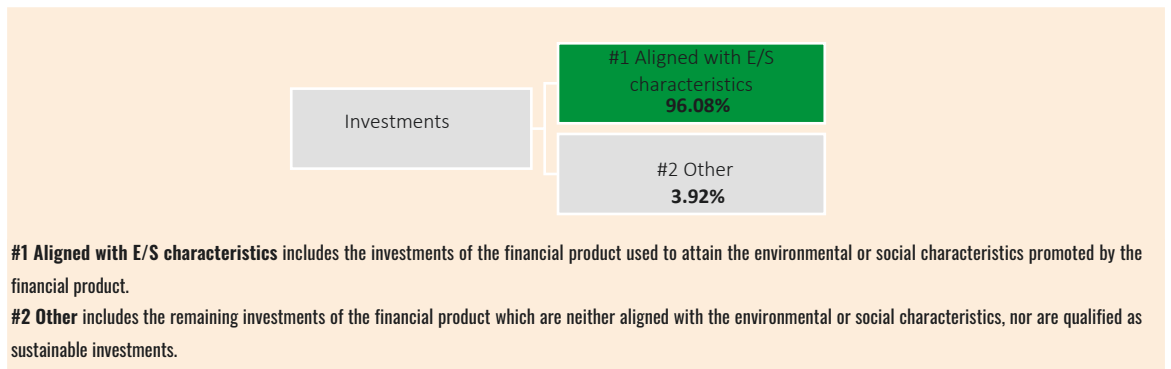 #1 Aligned with E/S
characteristics
96.08%
Investments
#2 Other
3.92%
#1 Aligned with E/S characteristics includes the investments of the financial product used to attain the environmental or social characteristics promoted by the
financial product.
#2 Other includes the remaining investments of the financial product which are neither aligned with the environmental or social characteristics, nor are qualified as
sustainable investments.